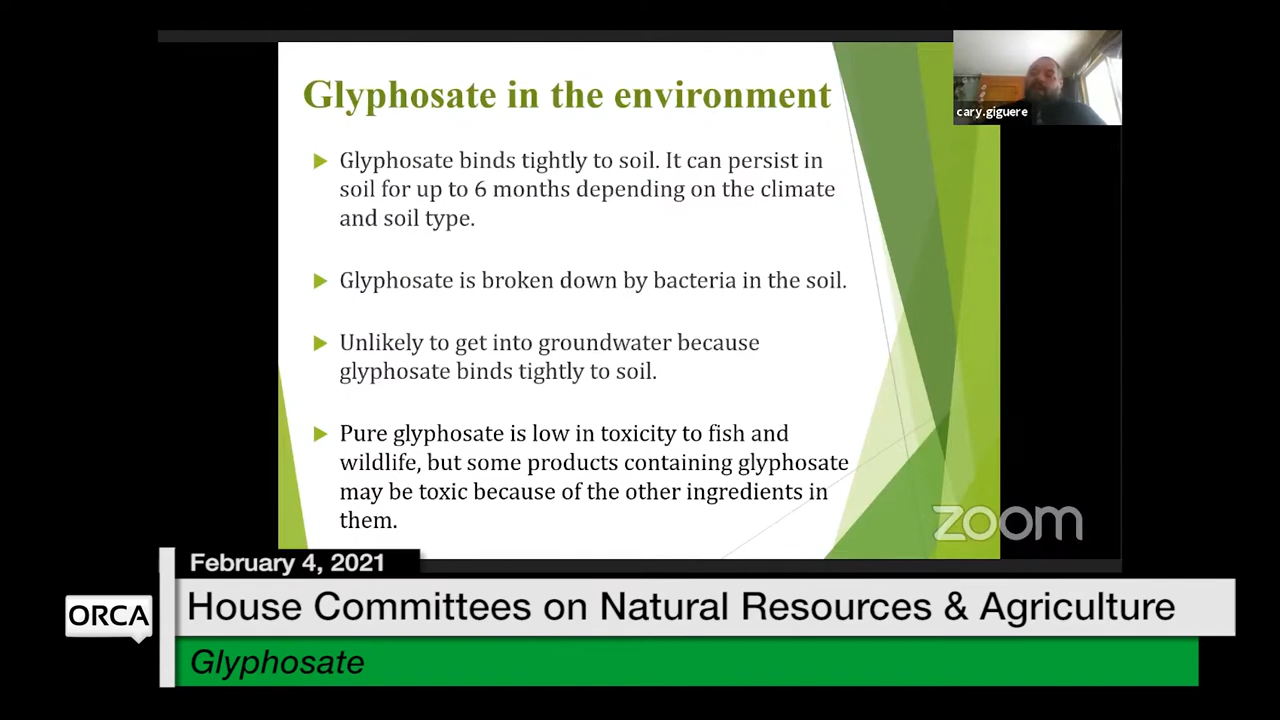 Glyphosate in the environment
cary.giguere
Glyphosate binds tightly to soil. It can persist in
soil for up to 6 months depending on the climate
and soil type.
Glyphosate is broken down by bacteria in the soil.
Unlikely to get into groundwater because
glyphosate binds tightly to soil.
Pure glyphosate is low in toxicity to fish and
wildlife, but some products containing glyphosate
may be toxic because of the other ingredients in
them.
zoom
February 4, 2021
ORCA
House Committees on Natural Resources & Agriculture
Glyphosate